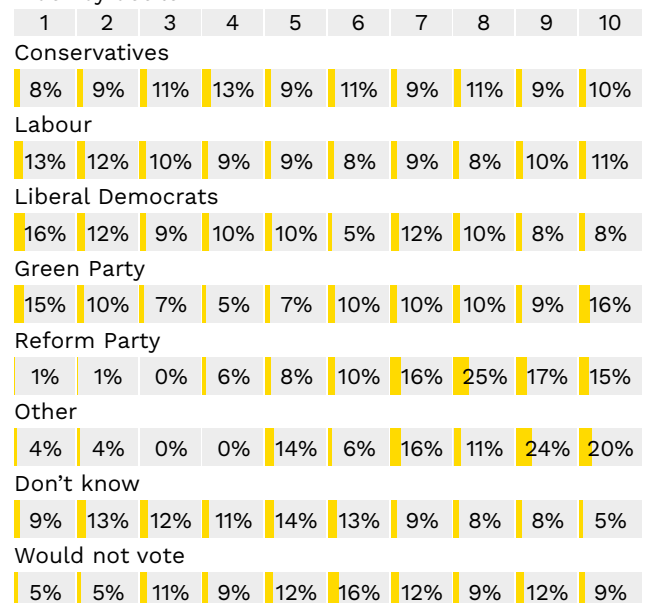 1 2 3 4 5 6 7 8 9 10
Conservatives
8% 9% 11% 13% 9% 11% 9% 11% 9% 10%
Labour
13% 12% 10% 9% 9% 8% 9% 8% 10% 11%
Liberal Democrats
16% 12% 9% 10% 10% 5% 12% 10% 8% 8%
Green Party
15% 10% 7% 5% 7% 10% 10% 10% 9% 16%
Reform Party
1% 1% 0% 6% 8% 10% 16% 25% 17% 15%
Other
4% 4% 0% 0% 14% 6% 16% 11% 24% 20%
Don’t know
9% 13% 12% 11% 14% 13% 9% 8% 8% 5%
Would not vote
5% 5% 11% 9% 12% 16% 12% 9% 12% 9%